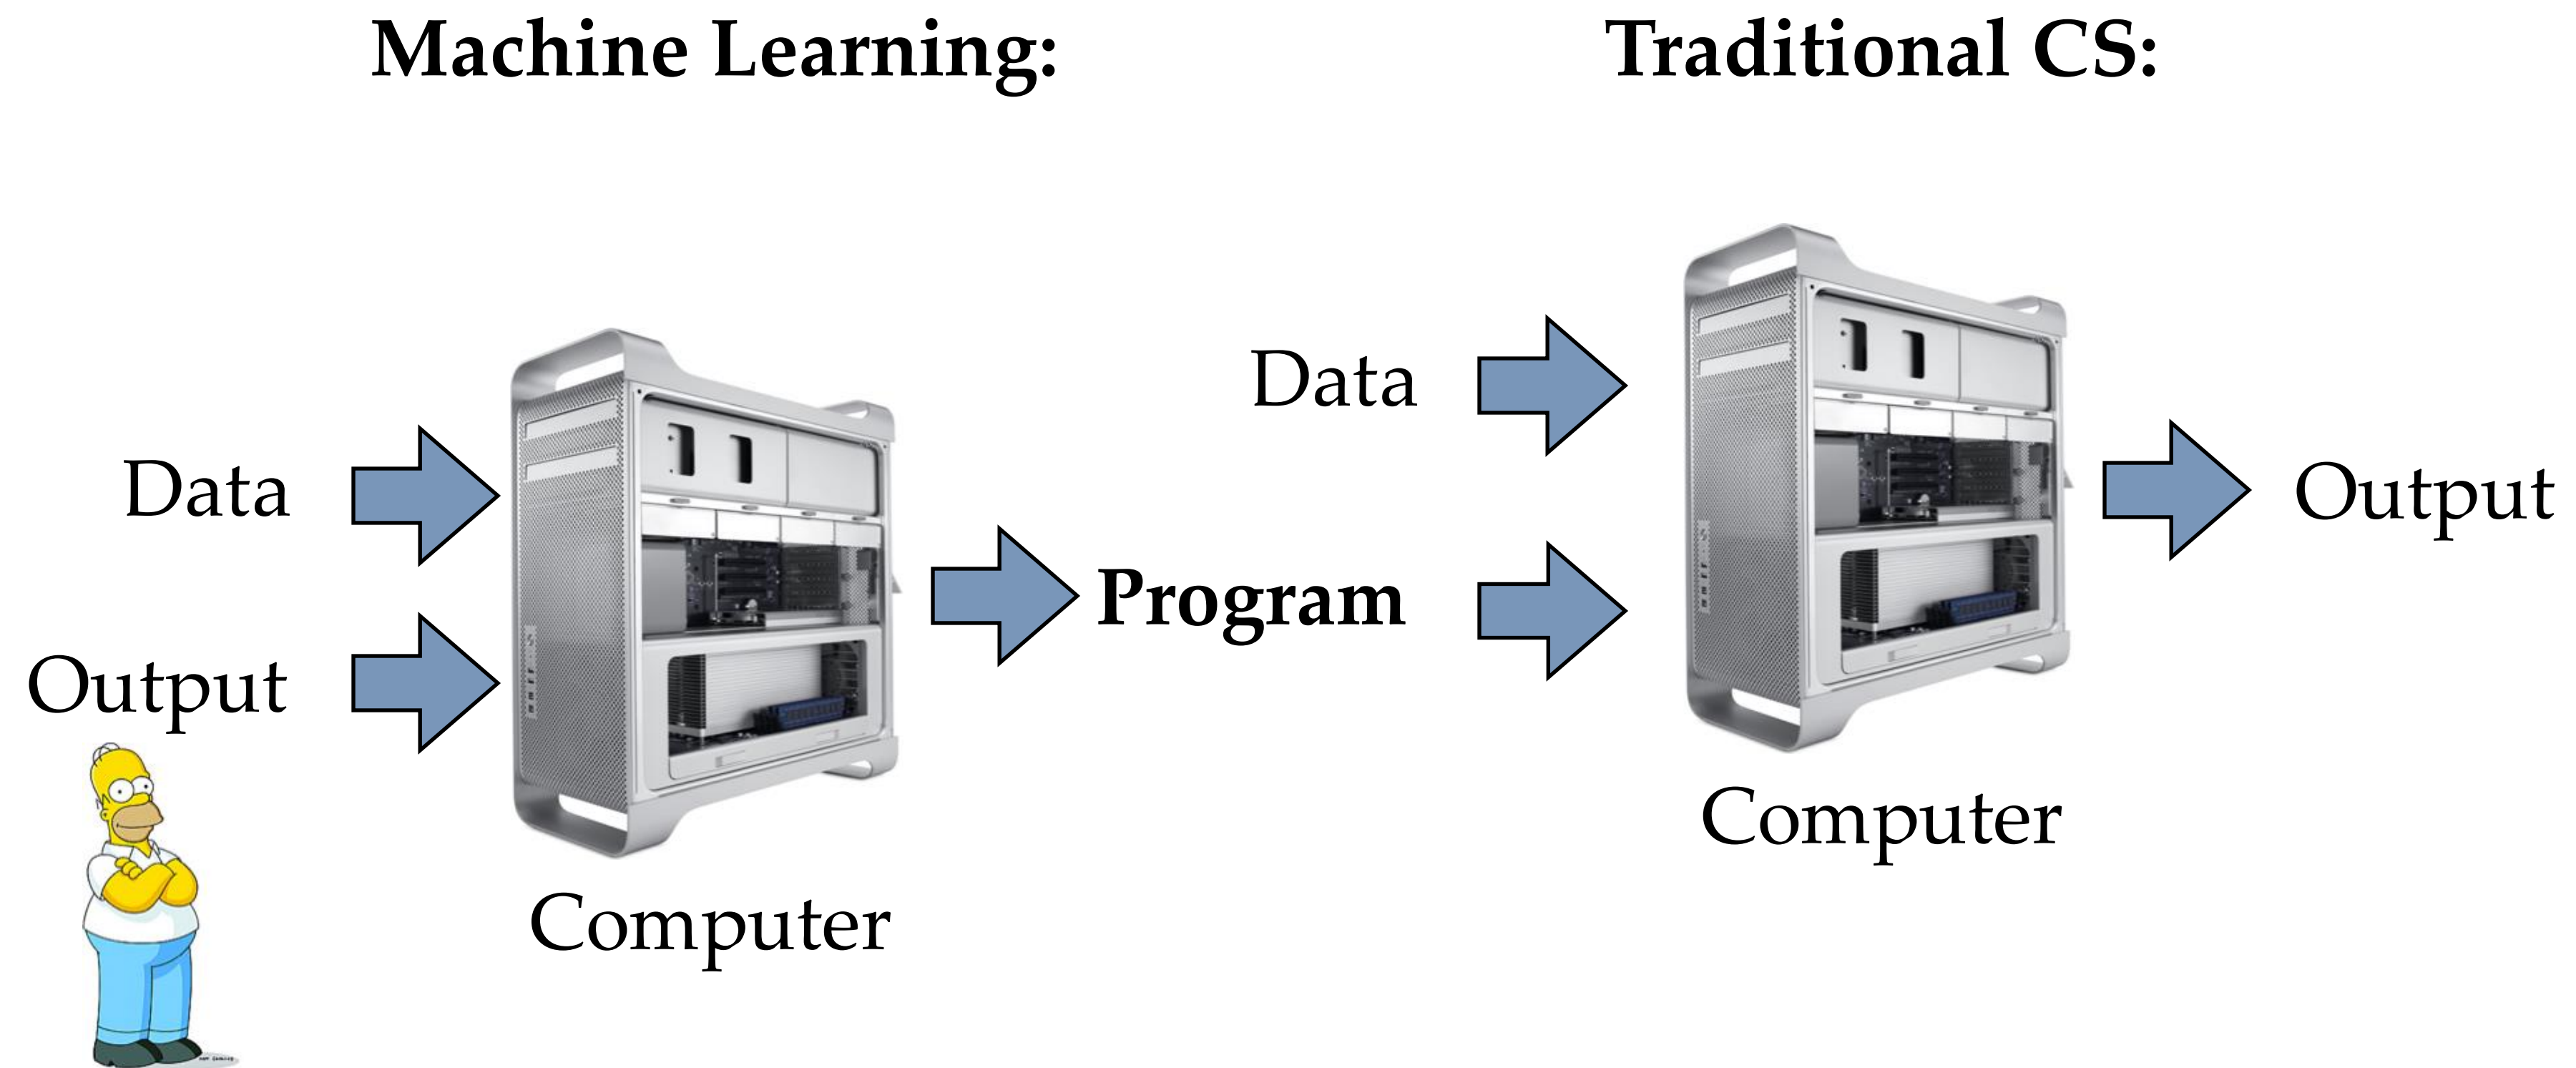 Machine Learning:
Traditional CS:
Data
Output
Computer
Program
Data
Computer
Output